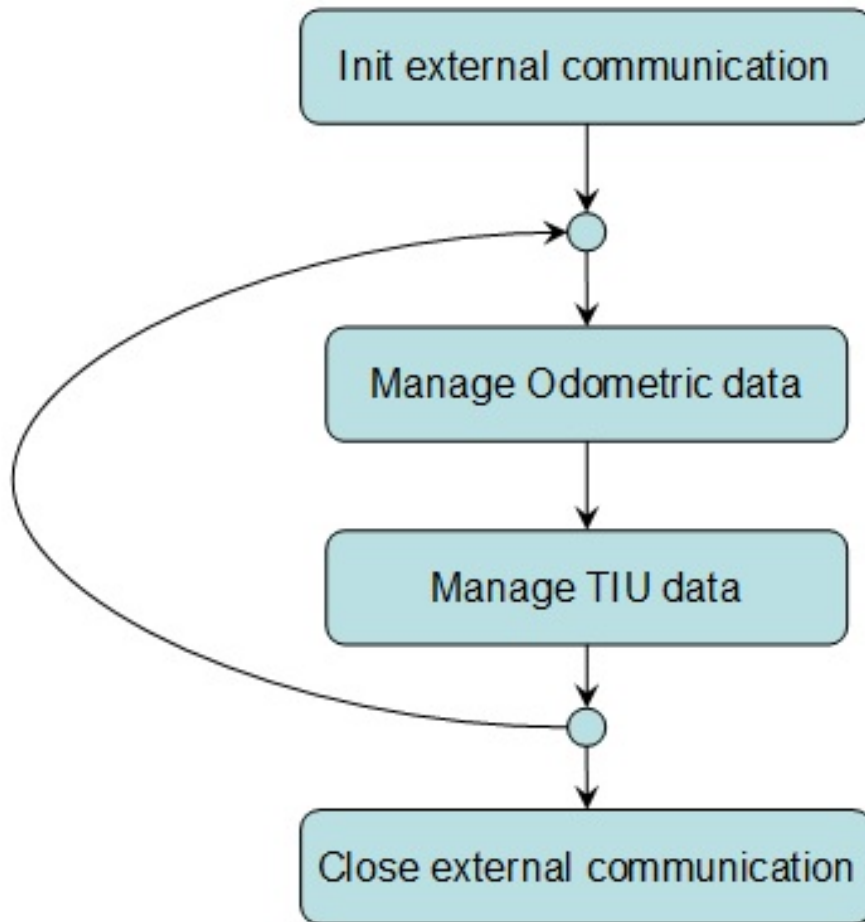 Init external communication
Manage Odometric data
Manage TIU data
Close external communication